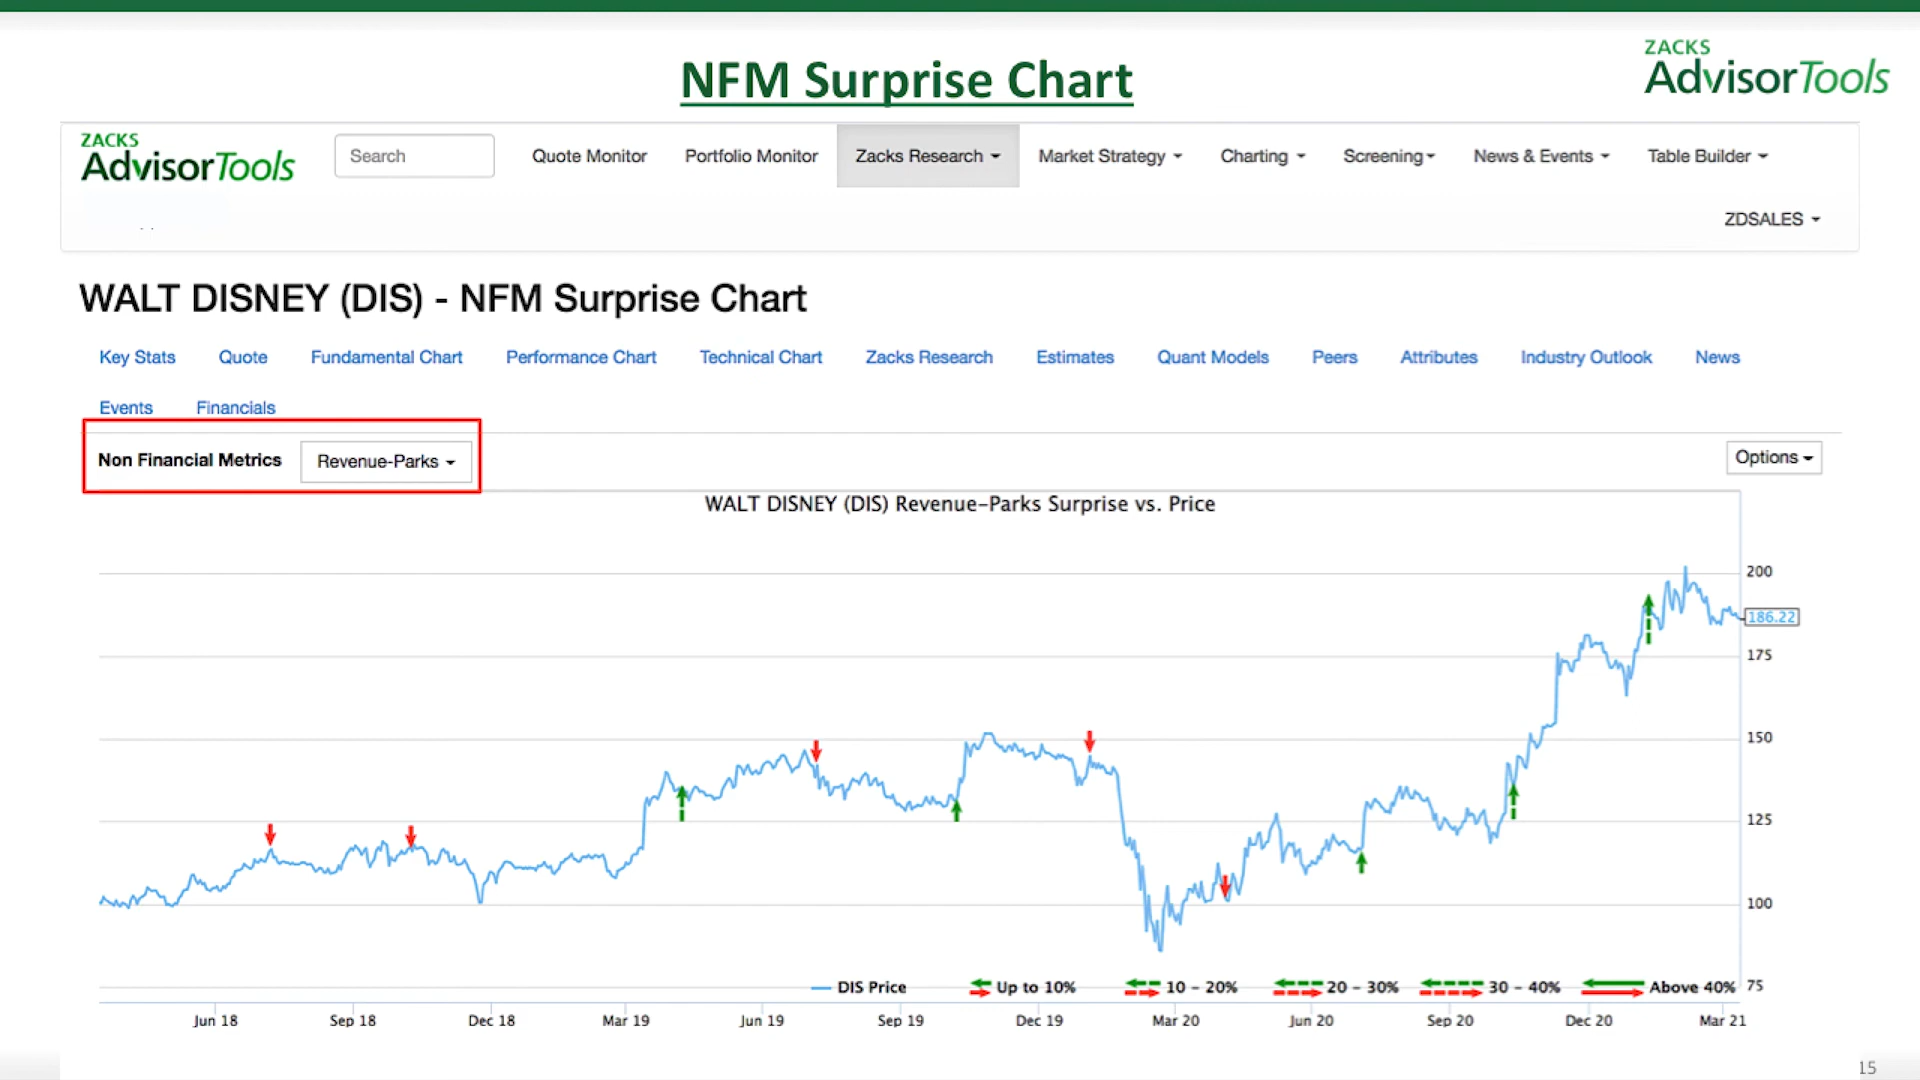 NFM Surprise Chart
ZACKS
AdvisorTools
ZACKS
AdvisorTools
Search
Quote Monitor
Portfolio Monitor
Zacks Research
Market Strategy
Charting
Screening
News & Events
Table Builder
ZDSALES
WALT DISNEY (DIS) - NFM Surprise Chart
Key Stats
Quote
Fundamental Chart
Performance Chart
Technical Chart
Zacks Research
Estimates
Quant Models
Peers
Attributes
Industry Outlook
News
Events
Financials
Non Financial Metrics
Revenue-Parks
Options
WALT DISNEY (DIS) Revenue-Parks Surprise vs. Price
200
186.22
175
150
125
100
75
DIS Price
Up to 10%
10 - 20%
20 - 30%
30 - 40%
Above 40%
Jun 18
Sep 18
Dec 18
Mar 19
Jun 19
Sep 19
Dec 19
Mar 20
Jun 20
Sep 20
Dec 20
Mar 21
15